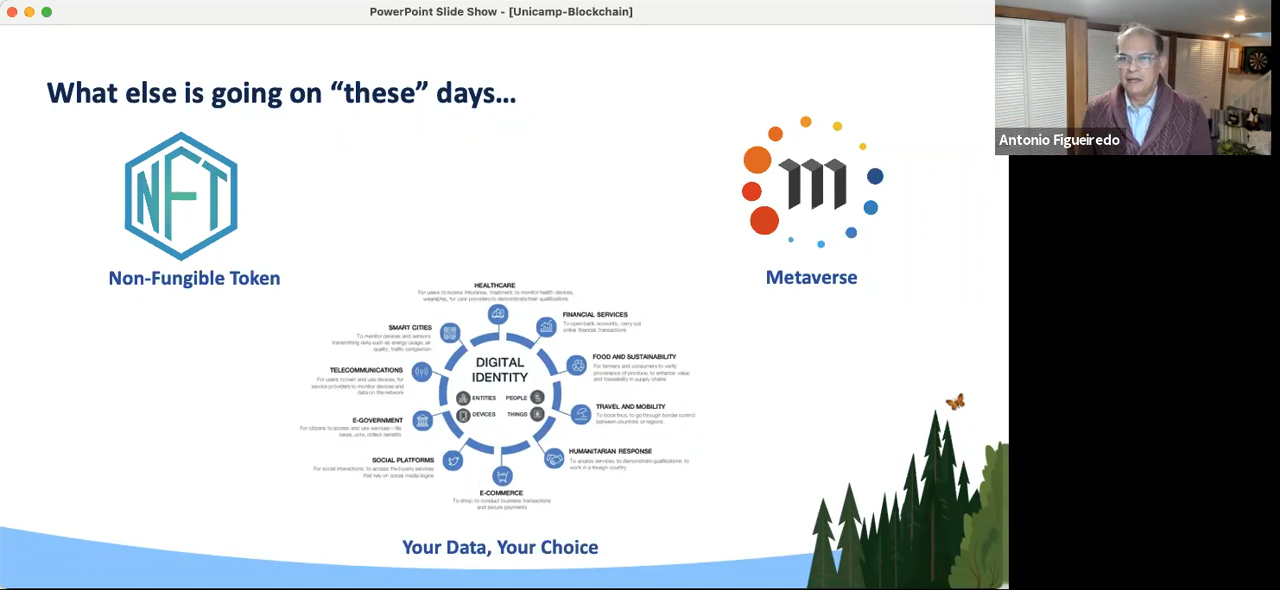 PowerPoint Slide Show - [Unicamp-Blockchain]
What else is going on “these” days...
NFT
Non-Fungible Token
m
Metaverse
Antonio Figueiredo
HEALTHCARE
For users to access insurance, treatment; to monitor health devices,
wearables; for care providers to demonstrate their qualifications.
FINANCIAL SERVICES
To open bank accounts, carry out
online financial transactions
FOOD AND SUSTAINABILITY
For farmers and consumers to verify
provenance of produce, to enhance value
and traceability in supply chains
TRAVEL AND MOBILITY
To book trips, to go through border control
between countries or regions
HUMANITARIAN RESPONSE
To access services, to demonstrate qualifications to
work in a foreign country
E-COMMERCE
To shop; to conduct business transactions
and secure payments
SOCIAL PLATFORMS
For social interactions; to access third-party services
that rely on social media logins
E-GOVERNMENT
For citizens to access and use services – file
taxes, vote, collect benefits
TELECOMMUNICATIONS
For users to own and use devices; for
service providers to monitor devices and
data on the network
SMART CITIES
To monitor devices and sensors
transmitting data such as energy usage, air
quality, traffic congestion
DIGITAL
IDENTITY
ENTITIES PEOPLE
DEVICES THINGS
Your Data, Your Choice